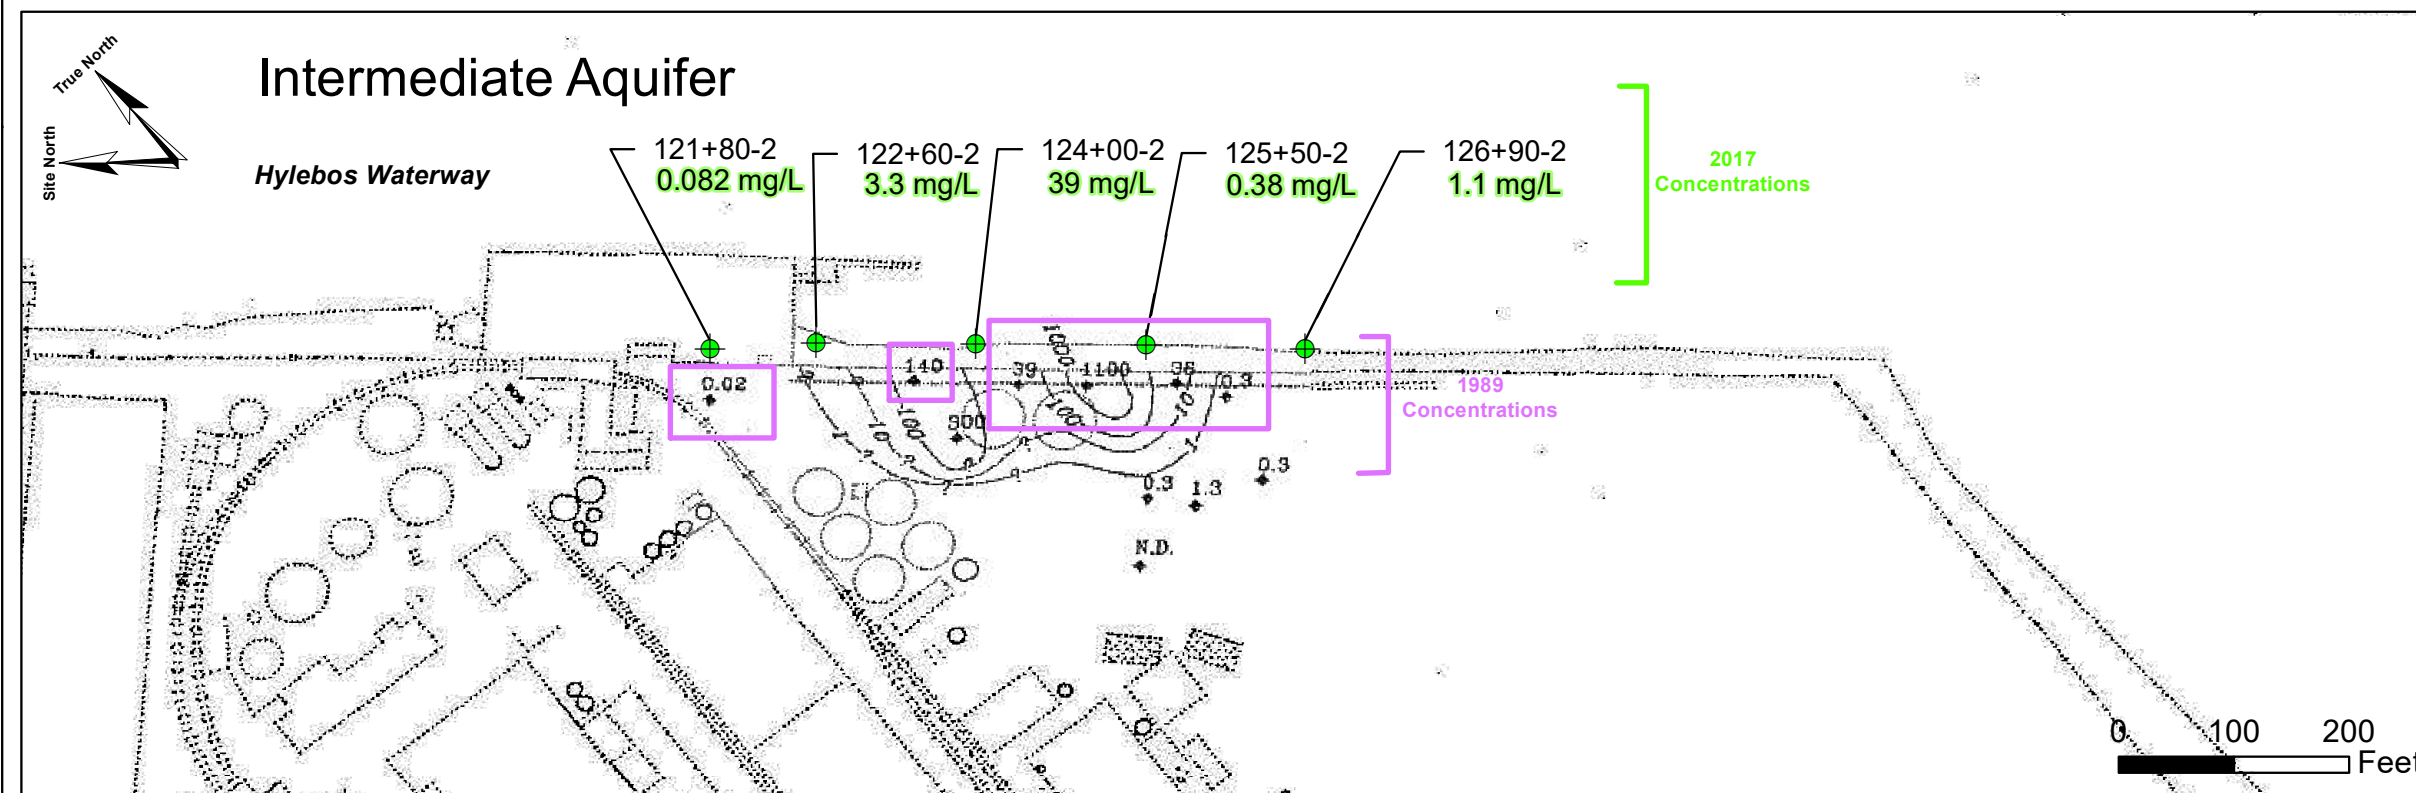 True North
Site North
Intermediate Aquifer
Hylebos Waterway
121+80-2
0.082 mg/L
122+60-2
3.3 mg/L
124+00-2
39 mg/L
125+50-2
0.38 mg/L
126+90-2
1.1 mg/L
2017
Concentrations
1989
Concentrations
0.02
140
39
1000
1100
36
0.3
300
1
10
100
100
10
1
?
?
?
?
?
?
0.3
1.3
0.3
N.D.
0 100 200
Feet